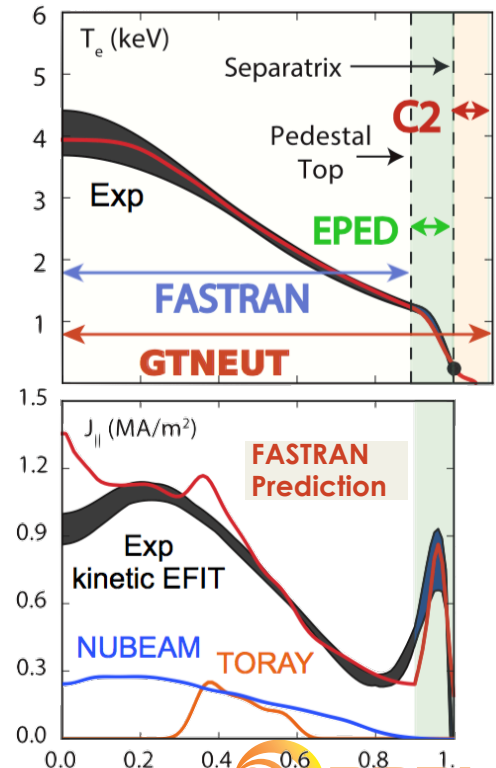 6
T_e (keV)
Separatrix
5
C2
4
Pedestal
Top
Exp
3
EPED
2
FASTRAN
1
GTNEUT
1.5
J_|| (MA/m²)
FASTRAN
Prediction
1.2
0.9
Exp
kinetic EFIT
0.6
NUBEAM
TORAY
0.3
0.0
0.0 0.2 0.4 0.6 0.8 1.